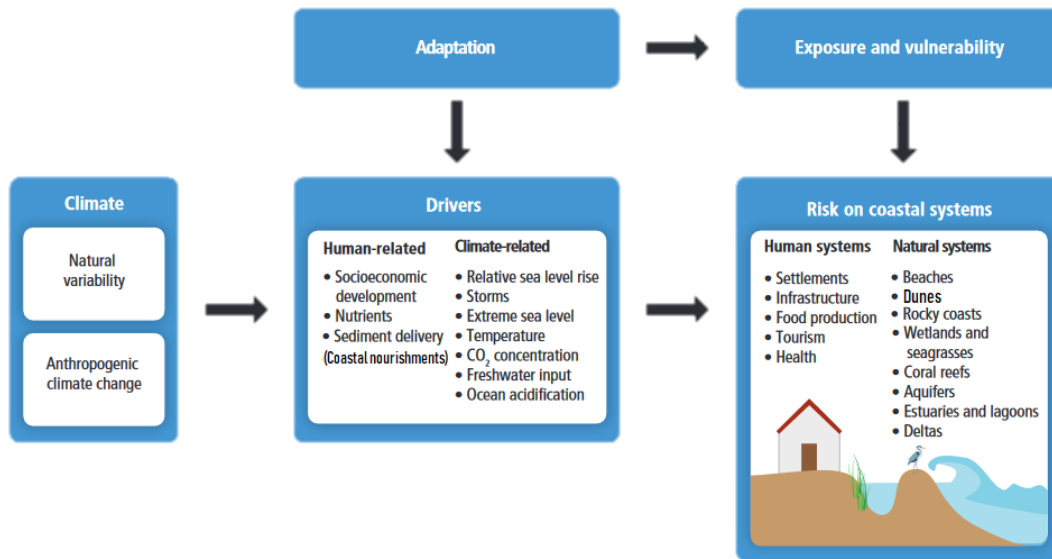 Adaptation
Exposure and vulnerability
Climate
Natural
variability
Anthropogenic
climate change
Drivers
Human-related
• Socioeconomic
development
• Nutrients
• Sediment delivery
(Coastal nourishments)
Climate-related
• Relative sea level rise
• Storms
• Extreme sea level
• Temperature
• CO₂ concentration
• Freshwater input
• Ocean acidification
Risk on coastal systems
Human systems
• Settlements
• Infrastructure
• Food production
• Tourism
• Health
Natural systems
• Beaches
• Dunes
• Rocky coasts
• Wetlands and
seagrasses
• Coral reefs
• Aquifers
• Estuaries and lagoons
• Deltas